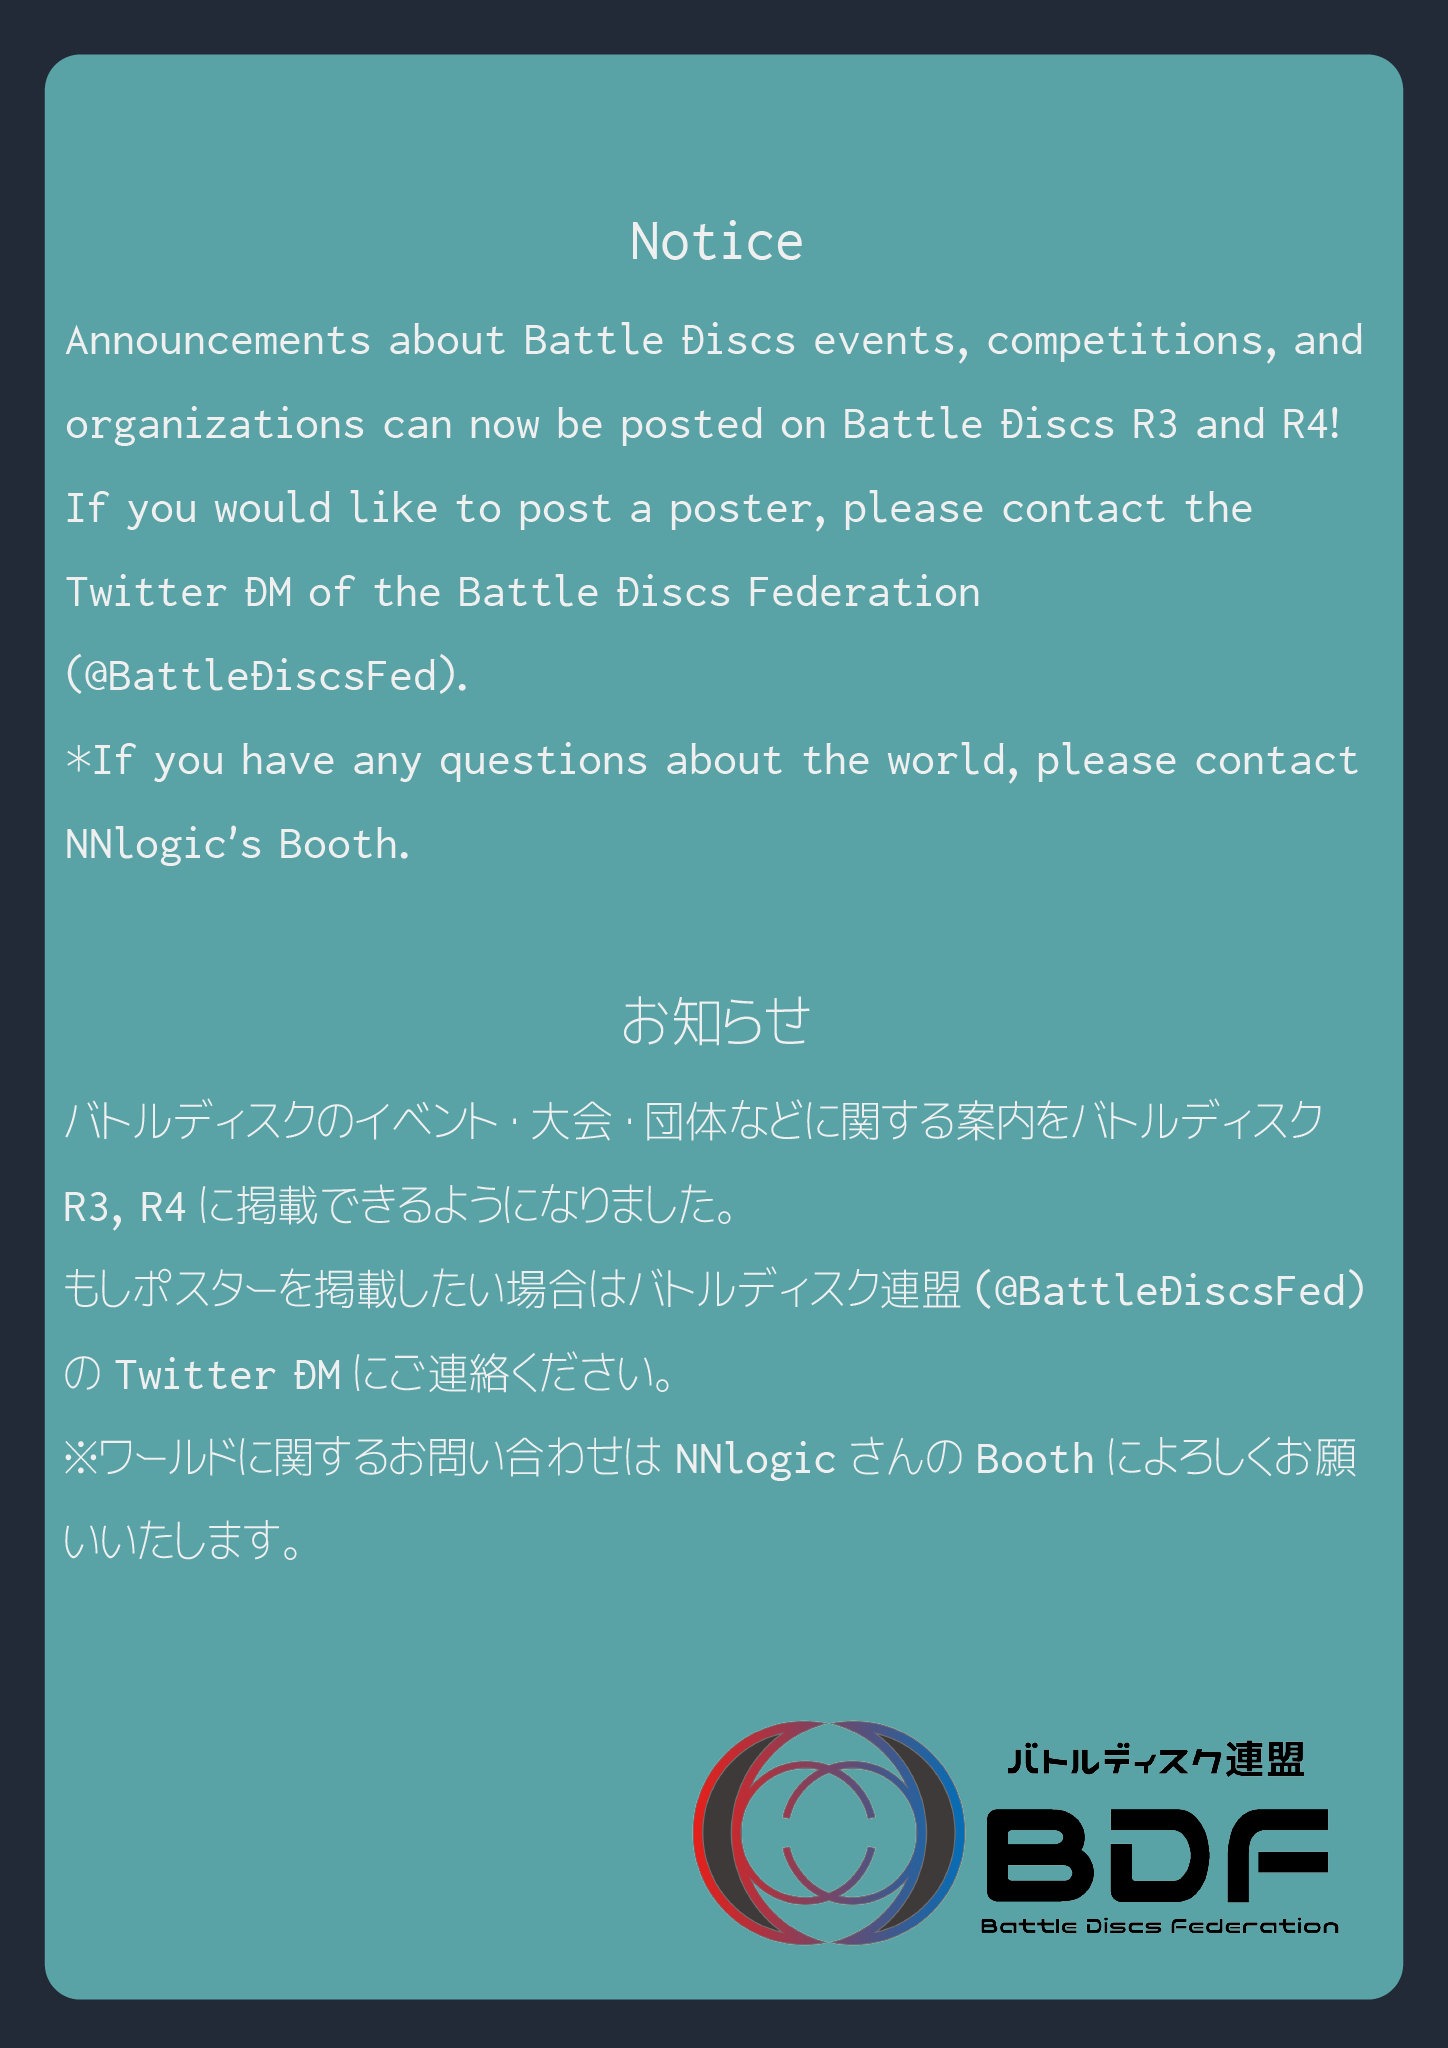 Notice
Announcements about Battle Discs events, competitions, and
organizations can now be posted on Battle Discs R3 and R4!
If you would like to post a poster, please contact the
Twitter DM of the Battle Discs Federation
(@BattleDiscsFed).
*If you have any questions about the world, please contact
NNlogic's Booth.
お知らせ
バトルディスクのイベント・大会・団体などに関する案内をバトルディスク
R3, R4 に掲載できるようになりました。
もしポスターを掲載したい場合はバトルディスク連盟 (@BattleDiscsFed)
の Twitter DM にご連絡ください。
※ワールドに関するお問い合わせは NNlogic さんの Booth によろしくお願
いいたします。
バトルディスク連盟
BDF
Battle Discs Federation